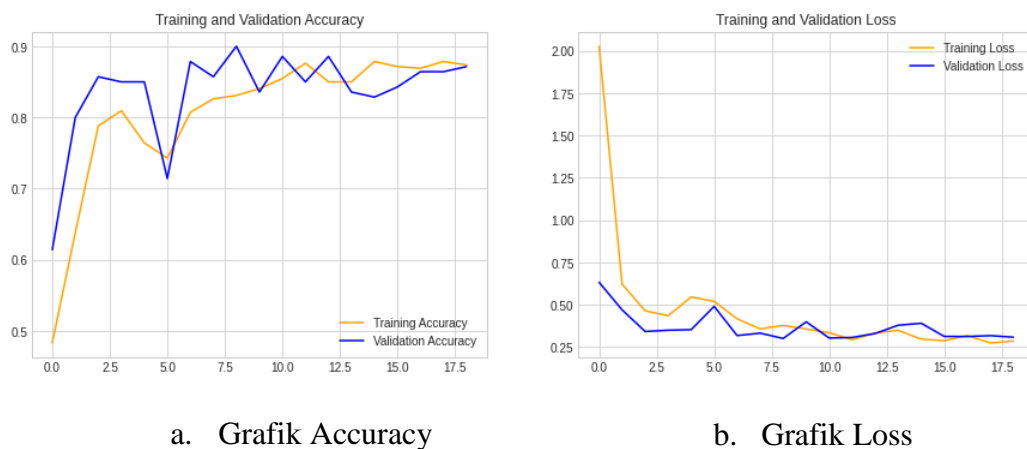 Training and Validation Accuracy
0.9
0.8
0.7
0.6
0.5
Training Accuracy
Validation Accuracy
0.0 2.5 5.0 7.5 10.0 12.5 15.0 17.5
Training and Validation Loss
2.00
1.75
1.50
1.25
1.00
0.75
0.50
0.25
Training Loss
Validation Loss
0.0 2.5 5.0 7.5 10.0 12.5 15.0 17.5
a. Grafik Accuracy
b. Grafik Loss